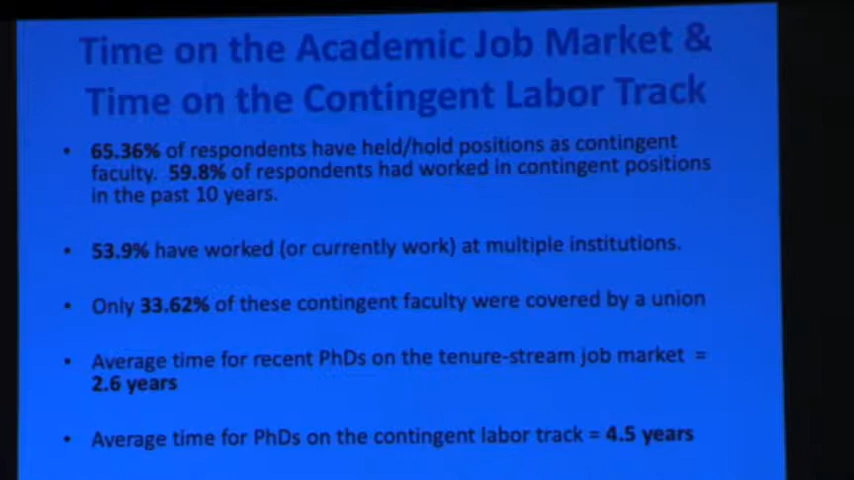 Time on the Academic Job Market &
Time on the Contingent Labor Track
• 65.36% of respondents have held/hold positions as contingent
faculty. 59.8% of respondents had worked in contingent positions
in the past 10 years.
• 53.9% have worked (or currently work) at multiple institutions.
• Only 33.62% of these contingent faculty were covered by a union
• Average time for recent PhDs on the tenure-stream job market =
2.6 years
• Average time for PhDs on the contingent labor track = 4.5 years